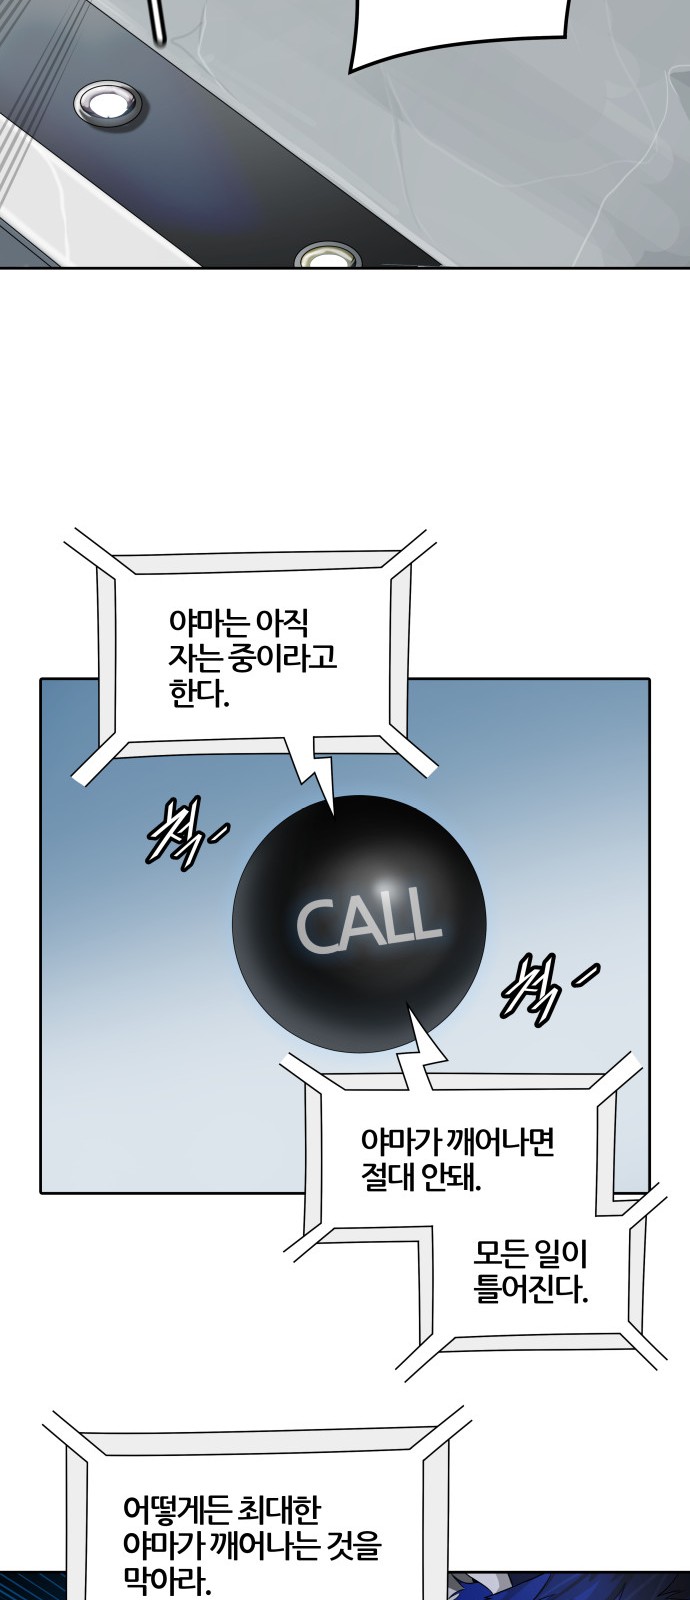 야마는 아직
자는 중이라고
한다.
척
CALL
척
야마가 깨어나면
절대 안돼.
모든 일이
틀어진다.
어떻게든 최대한
야마가 깨어나는 것을
막아라.